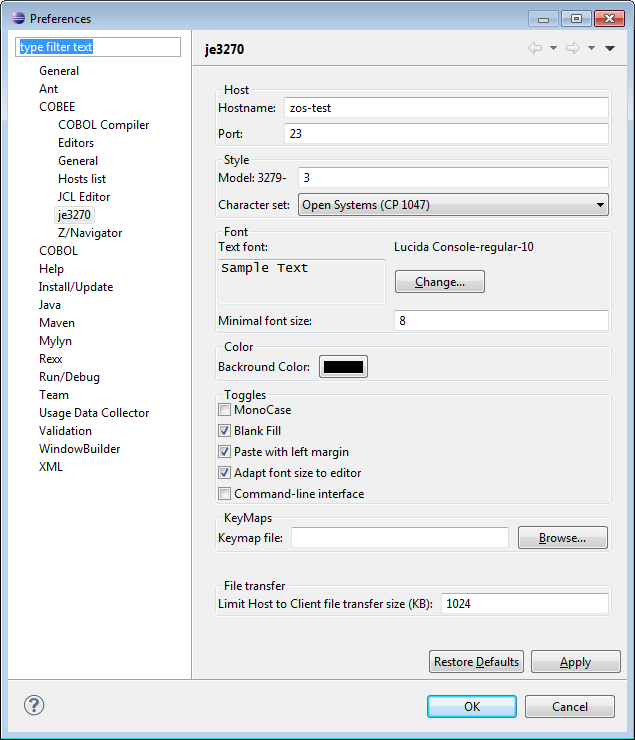 Preferences
type filter text
General
Ant
COBEE
COBOL Compiler
Editors
General
Hosts list
JCL Editor
je3270
Z/Navigator
COBOL
Help
Install/Update
Java
Maven
Mylyn
Rexx
Run/Debug
Team
Usage Data Collector
Validation
WindowBuilder
XML
je3270
Host
Hostname: zos-test
Port: 23
Style
Model: 3279- 3
Character set: Open Systems (CP 1047)
Font
Text font: Lucida Console-regular-10
Sample Text
Change...
Minimal font size: 8
Color
Backround Color:
Toggles
MonoCase
Blank Fill
Paste with left margin
Adapt font size to editor
Command-line interface
KeyMaps
Keymap file: Browse...
File transfer
Limit Host to Client file transfer size (KB): 1024
Restore Defaults Apply
? OK Cancel